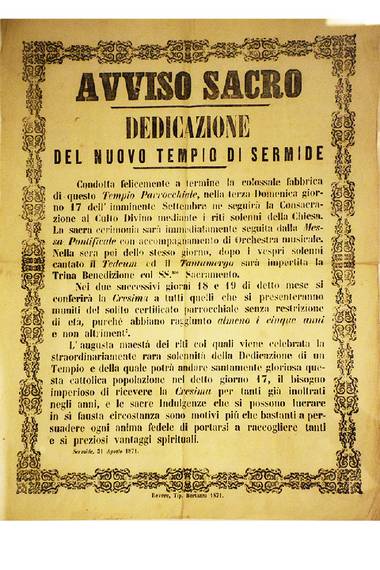 AVVISO SACRO
DEDICAZIONE
DEL NUOVO TEMPIO DI SERMIDE
Condotta felicemente a termine la colossale fabbrica
di questo Tempio Parrocchiale, nella terza Domenica gior-
no 17 dell'imminente Settembre ne seguirà la Consacra-
zione al Culto Divino mediante i riti solenni della Chiesa.
La sacra cerimonia sarà immediatamente seguita dalla Mes-
sa Pontificale con accompagnamento di Orchestra musicale.
Nella sera poi dello stesso giorno, dopo i vespri solenni
cantato il Tedeum ed il Tantumergo sarà impertita la
Trina Benedizione col SS.mo Sacramento.
Nei due successivi giorni 18 e 19 di detto mese si
conferirà la Cresima a tutti quelli che si presenteranno
muniti del solito certificato parrocchiale senza restrizione
di età, purché abbiano raggiunto almeno i cinque anni
e non altrimenti.
L'augusta maestà dei riti coi quali viene celebrata la
straordinariamente rara solennità della Dedicazione di un
Tempio e della quale potrà andare santamente gloriosa que-
sta cattolica popolazione nel detto giorno 17, il bisogno
imperioso di ricevere la Cresima per tanti già inoltrati
negli anni, e le sacre Indulgenze che si possono lucrare
in sì fausta circostanza sono motivi più che bastanti a per-
suadere ogni anima fedele di portarsi a raccogliere tanti
e sì preziosi vantaggi spirituali.
Sermide, 21 Agosto 1871.
Revere, Tip. Bertazzi 1871.